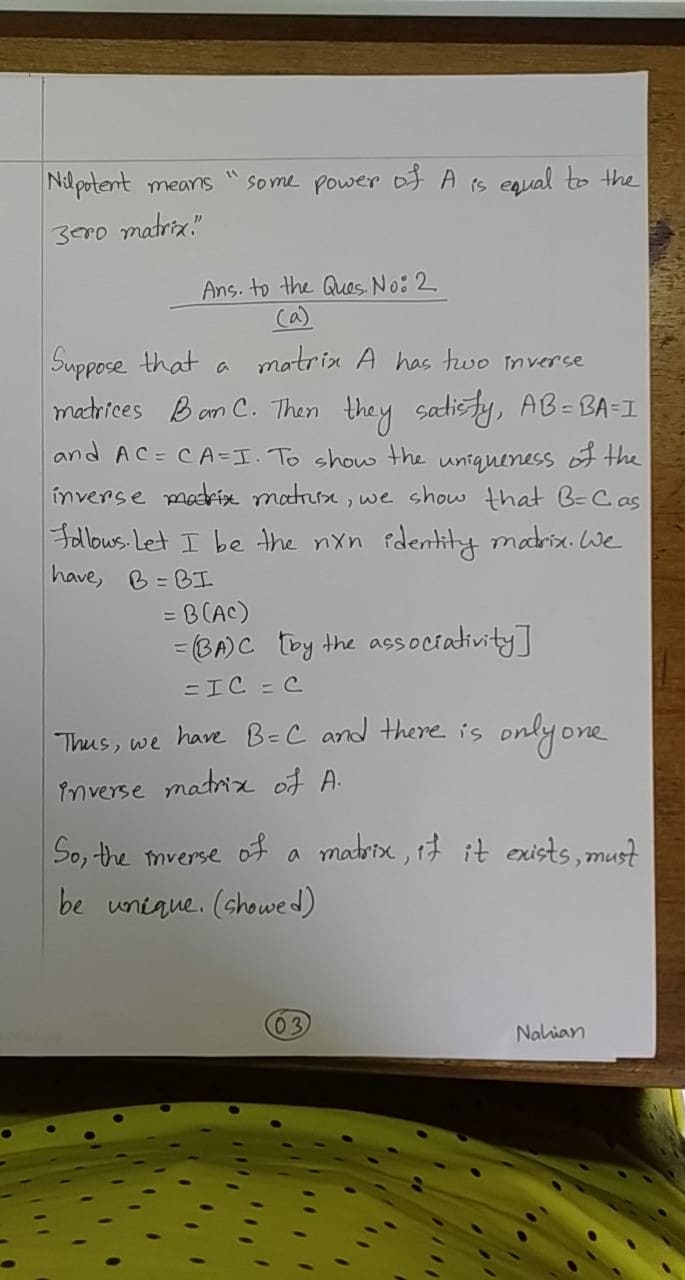 Nilpotent means "some power of A is equal to the
zero matrix."
Ans. to the Ques. No: 2
(a)
Suppose that a matrix A has two inverse
matrices B an C. Then they satisfy, AB = BA = I
and AC = CA = I. To show the uniqueness of the
inverse matrix matrix, we show that B = C as
follows. Let I be the nxn identity matrix. We
have, B = BI
= B(AC)
= (BA)C [by the associativity]
= IC = C
Thus, we have B = C and there is only one
inverse matrix of A.
So, the inverse of a matrix, if it exists, must
be unique. (showed)
03
Nahian